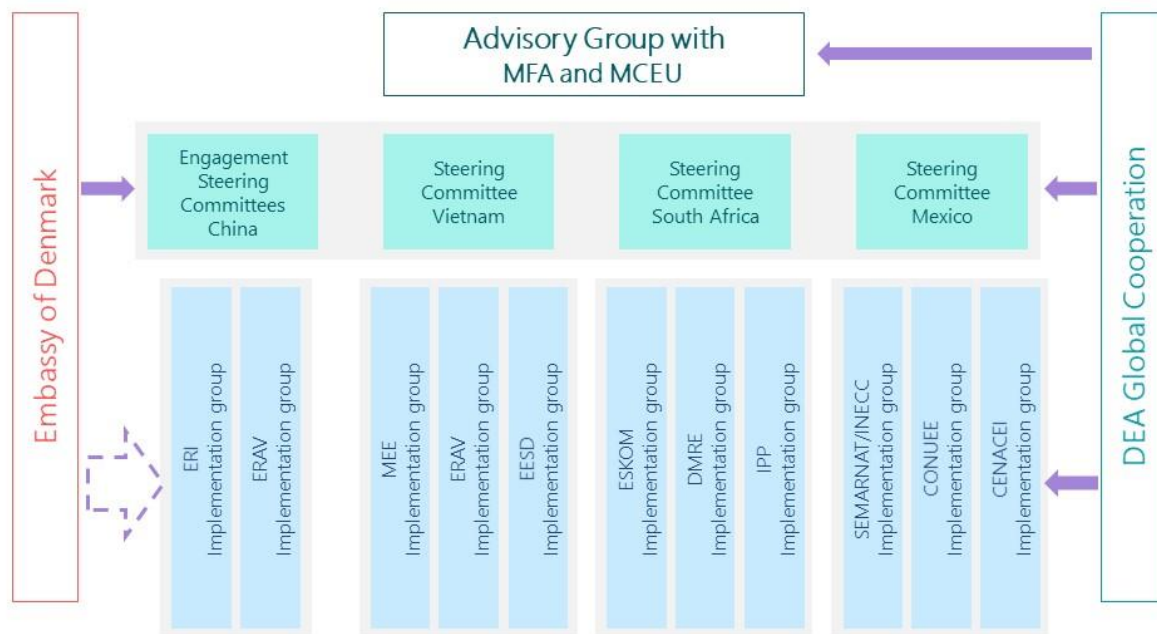 Advisory Group with
MFA and MCEU
Embassy of Denmark
DEA Global Cooperation
Engagement
Steering
Committees
China
Steering
Committee
Vietnam
Steering
Committee
South Africa
Steering
Committee
Mexico
ERI
Implementation group
ERAV
Implementation group
MEE
Implementation group
ERAV
Implementation group
EESD
Implementation group
ESKOM
Implementation group
DMRE
Implementation group
IPP
Implementation group
SEMARNAT/INECC
Implementation group
CONUEE
Implementation group
CENACEI
Implementation group